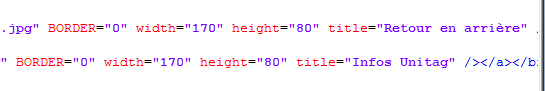 .jpg" BORDER="0" width="170" height="80" title="Retour en arrière" .
" BORDER="0" width="170" height="80" title="Infos Unitag" /></a></b